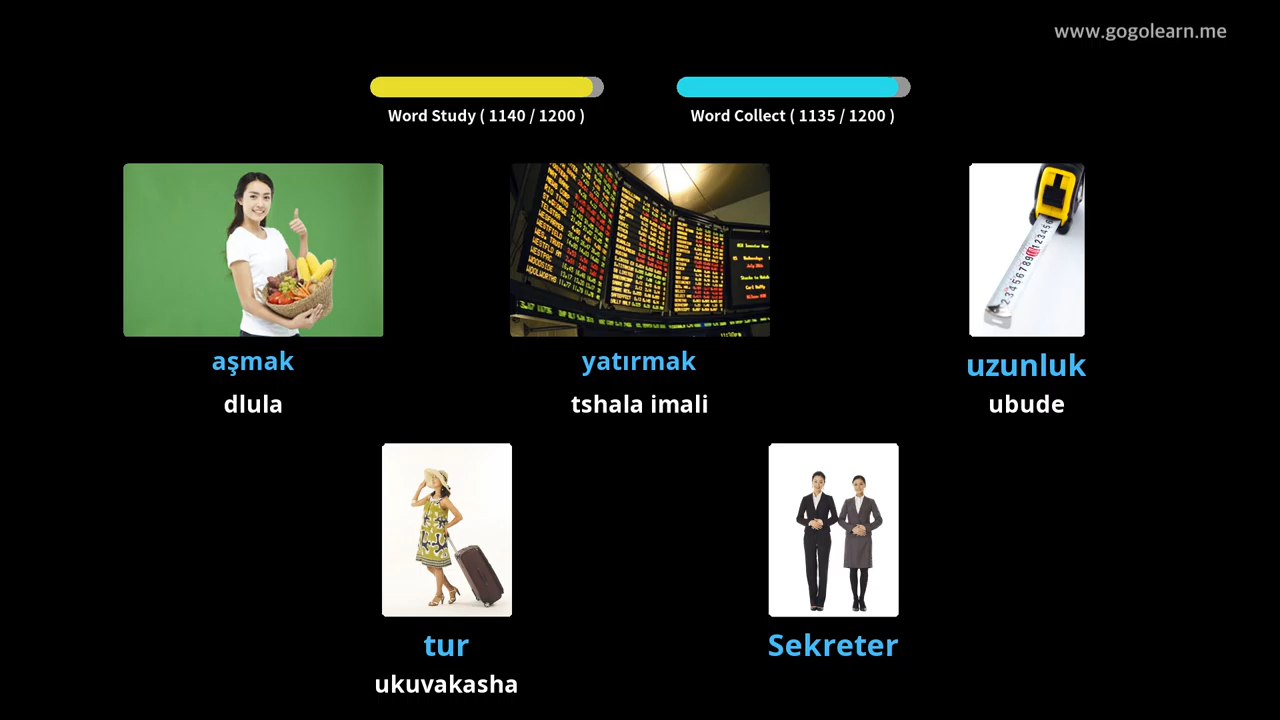 www.gogolearn.me
Word Study ( 1140 / 1200 )
Word Collect ( 1135 / 1200 )
aşmak
yatırmak
uzunluk
dlula
tshala imali
ubude
tur
Sekreter
ukuvakasha